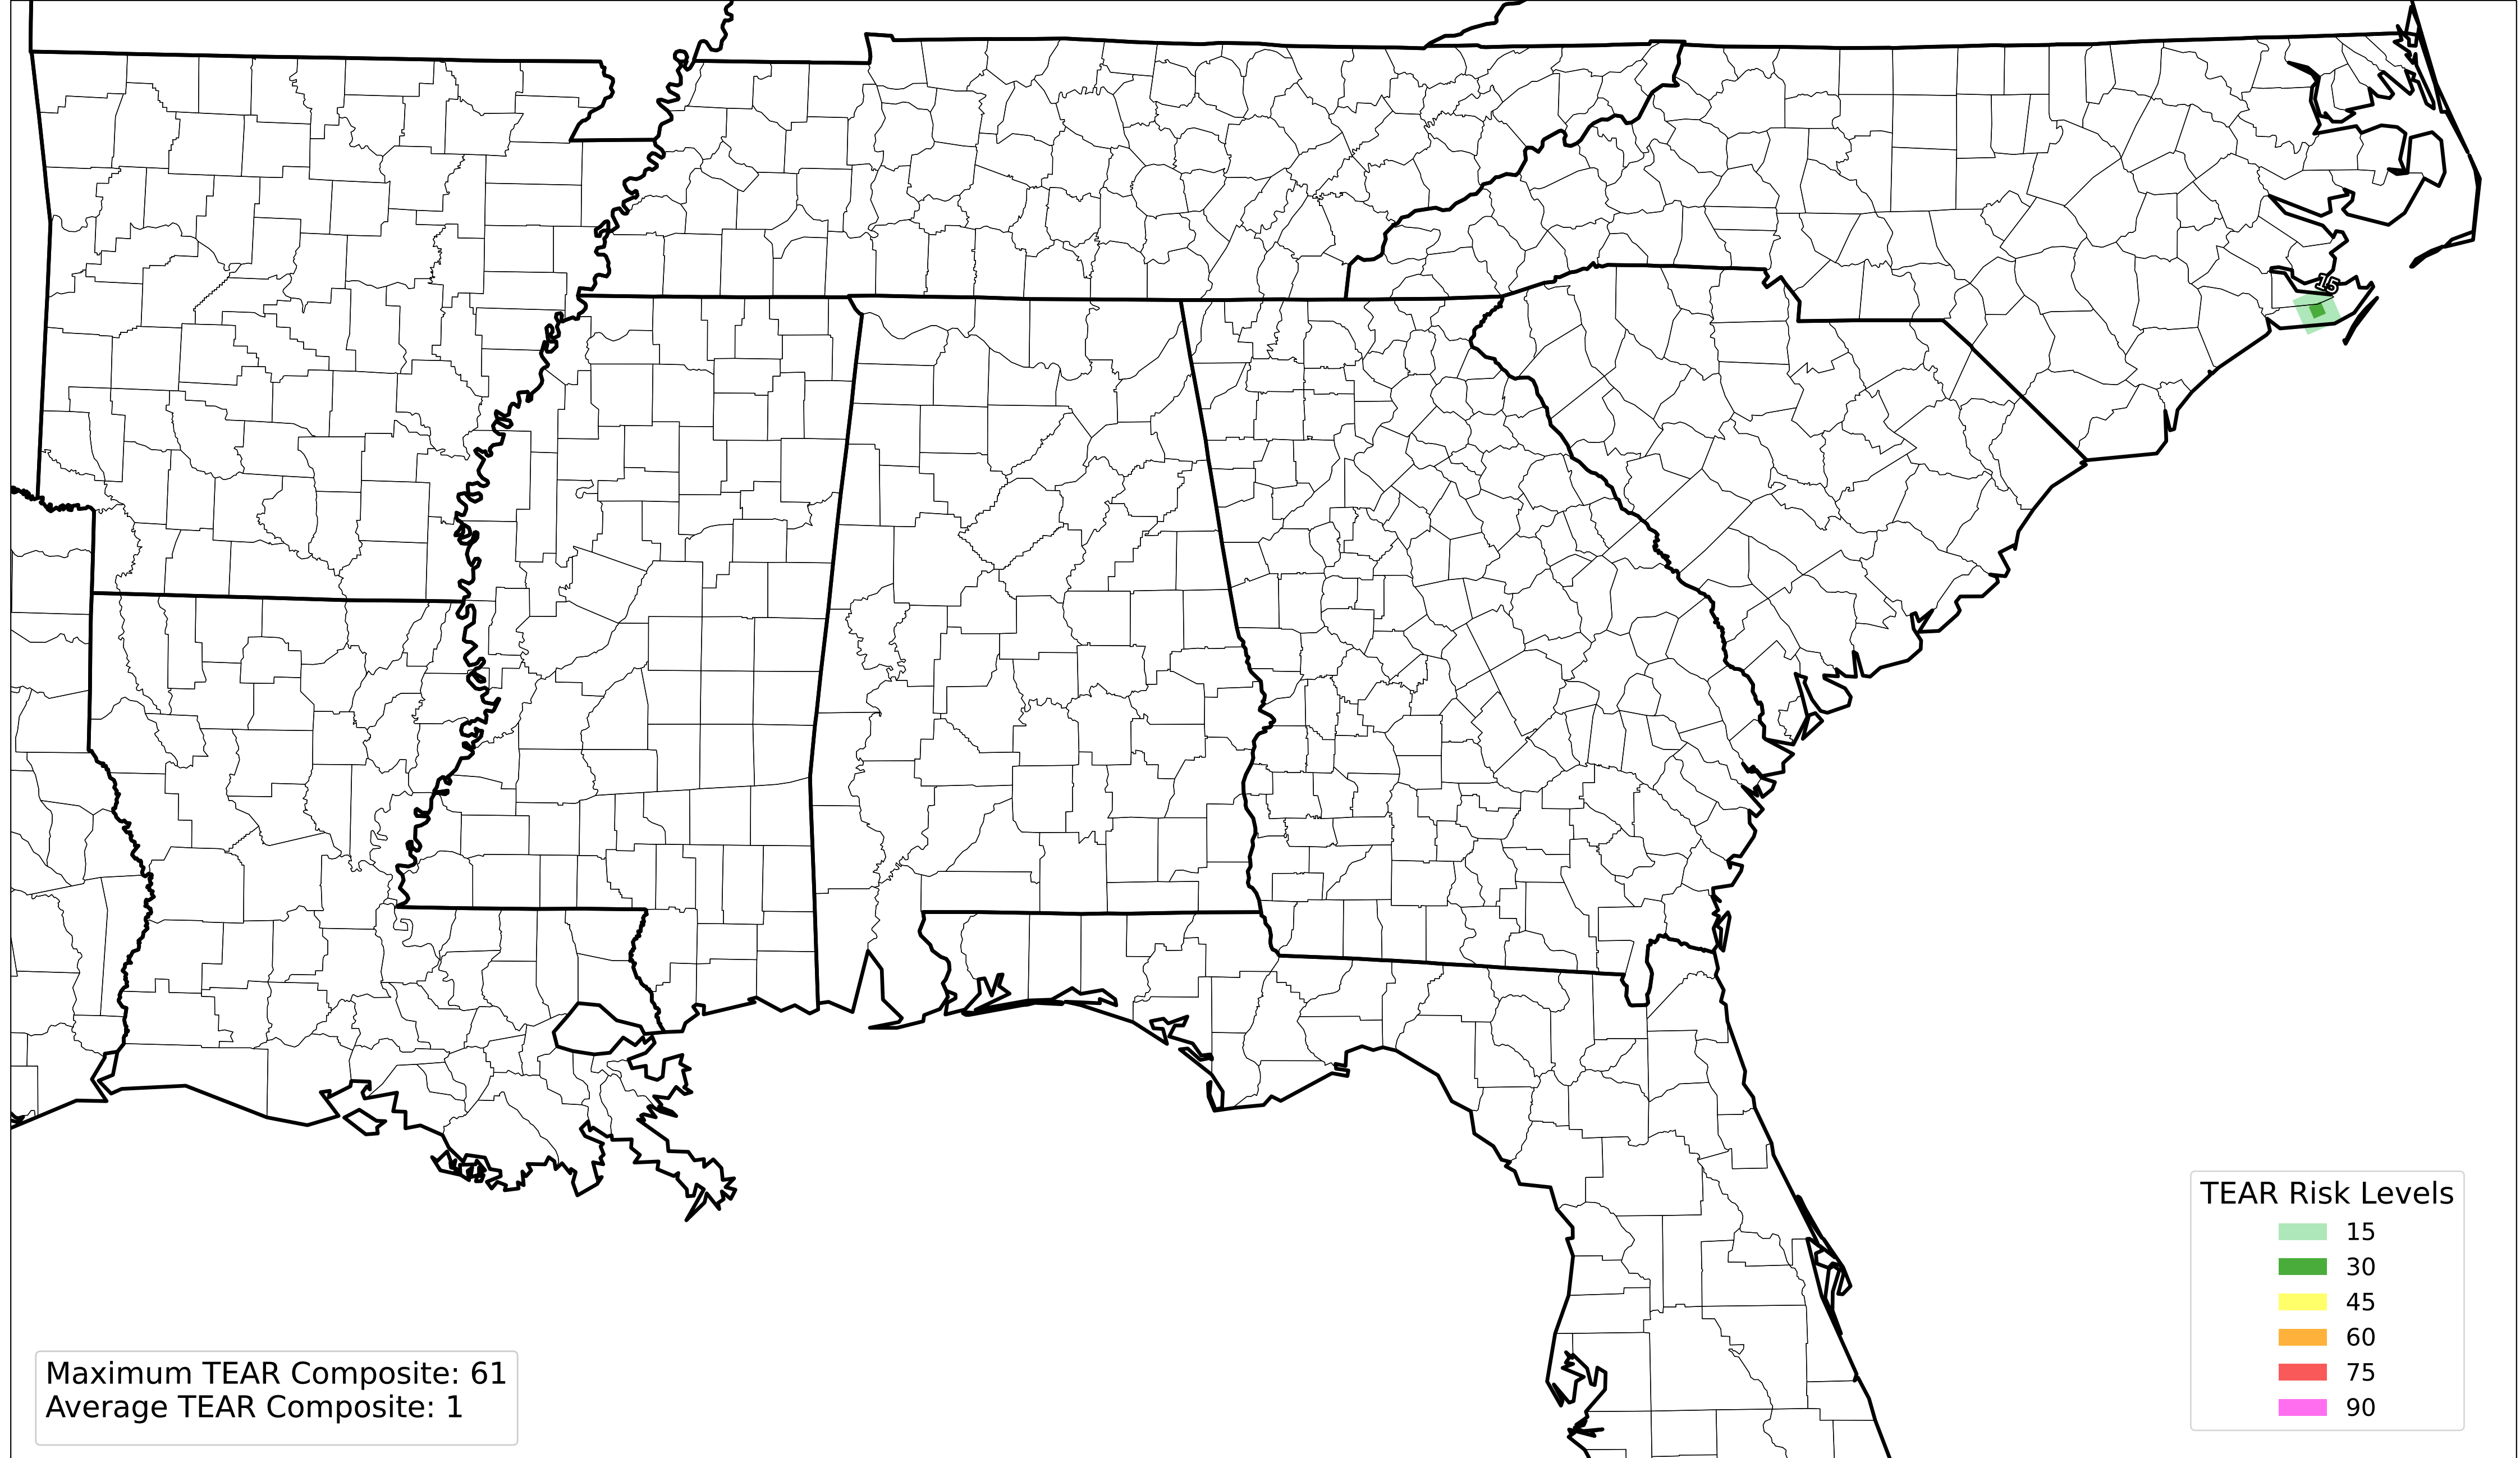 15
TEAR Risk Levels
15
30
45
60
75
90
Maximum TEAR Composite: 61
Average TEAR Composite: 1